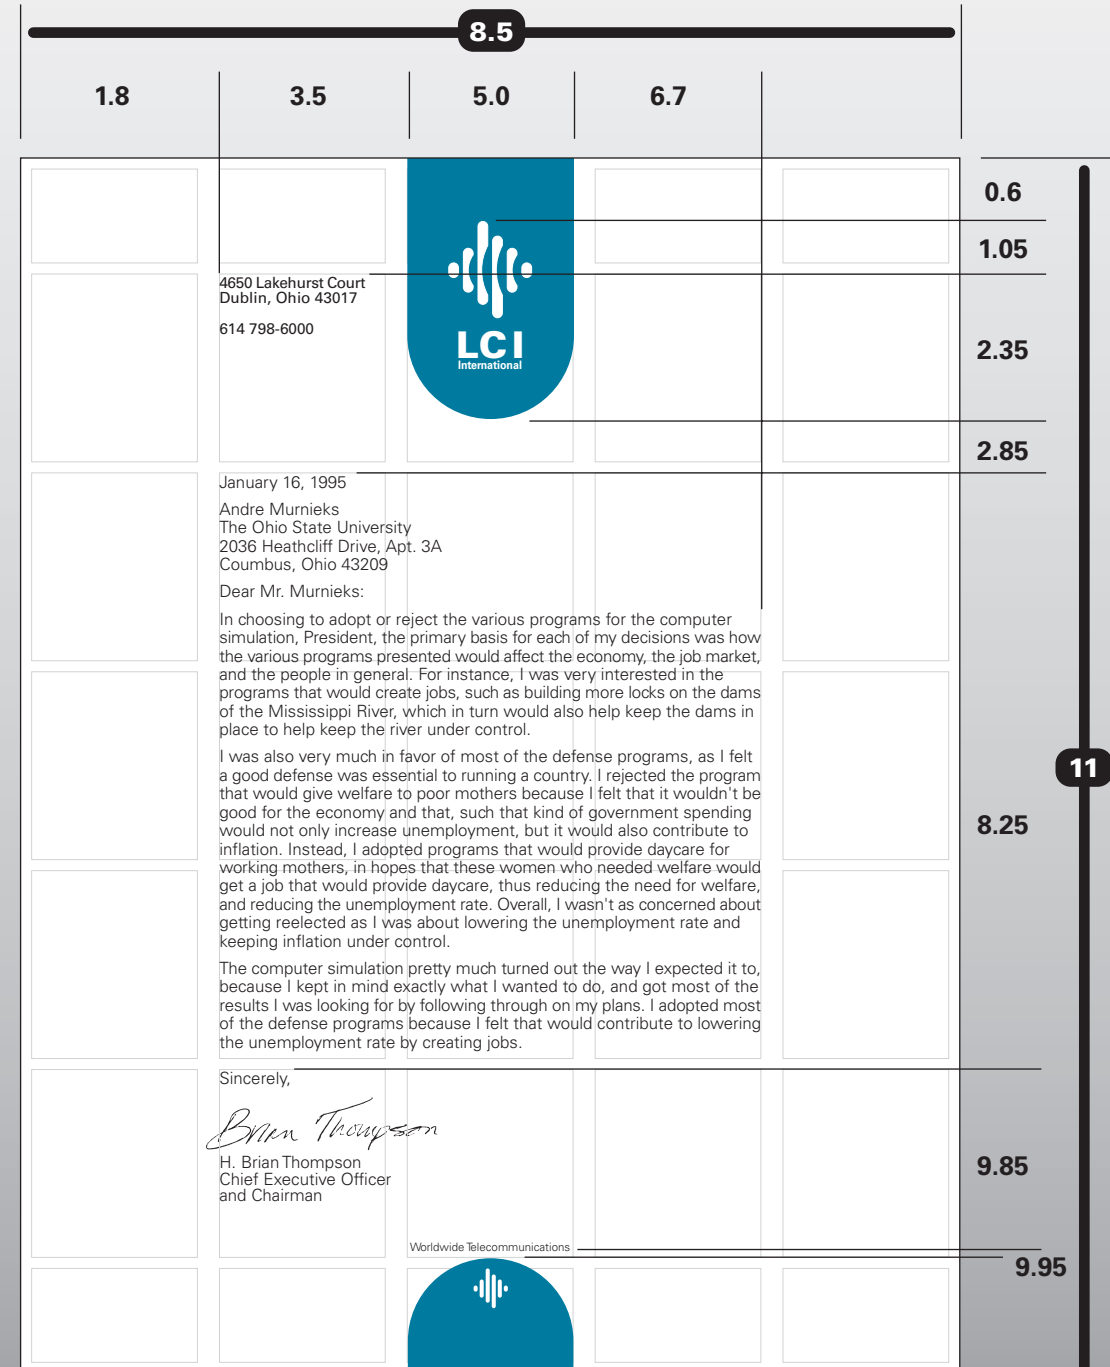 8.5
1.8 3.5 5.0 6.7
0.6
1.05
4650 Lakehurst Court
Dublin, Ohio 43017
614 798-6000
LCI
International
2.35
2.85
January 16, 1995
Andre Murnieks
The Ohio State University
2036 Heathcliff Drive, Apt. 3A
Coumbus, Ohio 43209
Dear Mr. Murnieks:
In choosing to adopt or reject the various programs for the computer
simulation, President, the primary basis for each of my decisions was how
the various programs presented would affect the economy, the job market,
and the people in general. For instance, I was very interested in the
programs that would create jobs, such as building more locks on the dams
of the Mississippi River, which in turn would also help keep the dams in
place to help keep the river under control.
I was also very much in favor of most of the defense programs, as I felt
a good defense was essential to running a country. I rejected the program
that would give welfare to poor mothers because I felt that it wouldn't be
good for the economy and that, such that kind of government spending
would not only increase unemployment, but it would also contribute to
inflation. Instead, I adopted programs that would provide daycare for
working mothers, in hopes that these women who needed welfare would
get a job that would provide daycare, thus reducing the need for welfare,
and reducing the unemployment rate. Overall, I wasn't as concerned about
getting reelected as I was about lowering the unemployment rate and
keeping inflation under control.
11
8.25
The computer simulation pretty much turned out the way I expected it to,
because I kept in mind exactly what I wanted to do, and got most of the
results I was looking for by following through on my plans. I adopted most
of the defense programs because I felt that would contribute to lowering
the unemployment rate by creating jobs.
Sincerely,
Brian Thompson
H. Brian Thompson
Chief Executive Officer
and Chairman
9.85
Worldwide Telecommunications
9.95